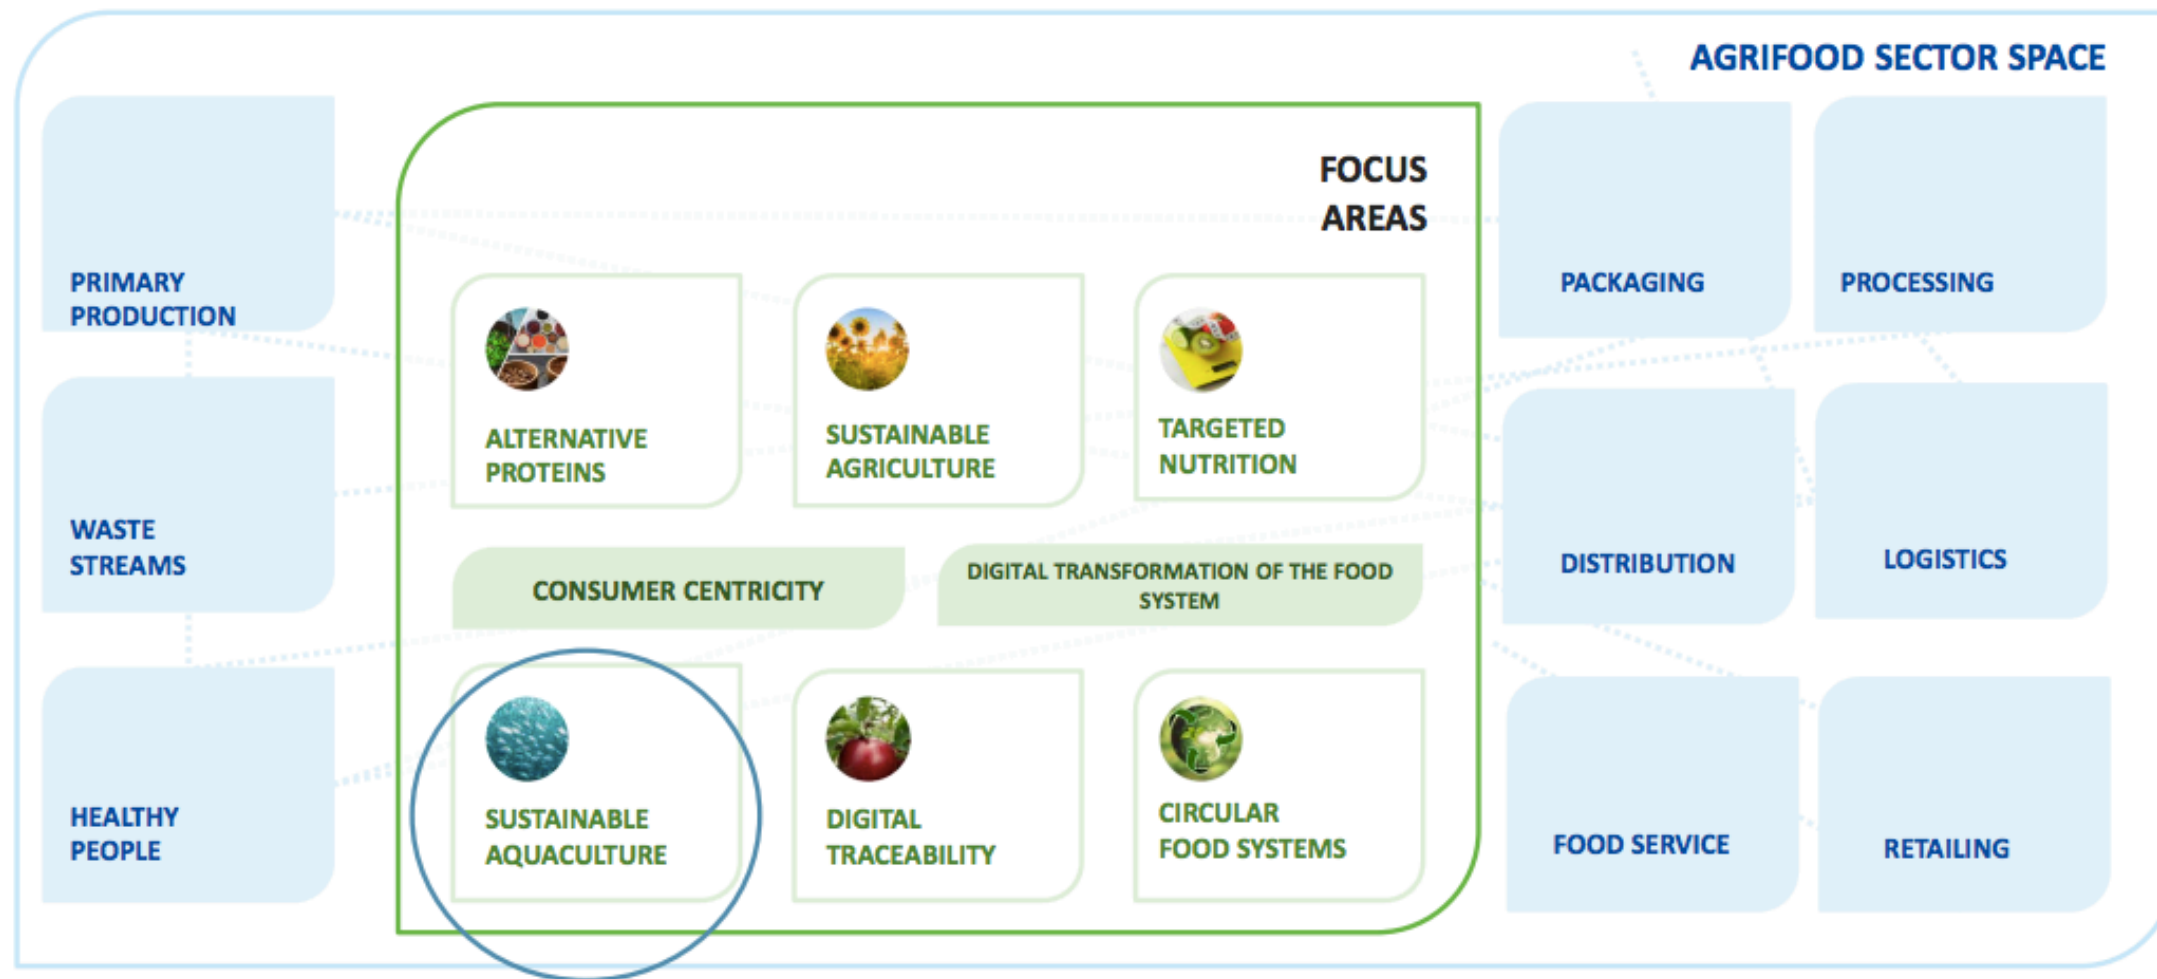 AGRIFOOD SECTOR SPACE
PRIMARY
PRODUCTION
WASTE
STREAMS
HEALTHY
PEOPLE
FOCUS
AREAS
ALTERNATIVE
PROTEINS
SUSTAINABLE
AGRICULTURE
TARGETED
NUTRITION
CONSUMER CENTRICITY
DIGITAL TRANSFORMATION OF THE FOOD
SYSTEM
SUSTAINABLE
AQUACULTURE
DIGITAL
TRACEABILITY
CIRCULAR
FOOD SYSTEMS
PACKAGING
PROCESSING
DISTRIBUTION
LOGISTICS
FOOD SERVICE
RETAILING